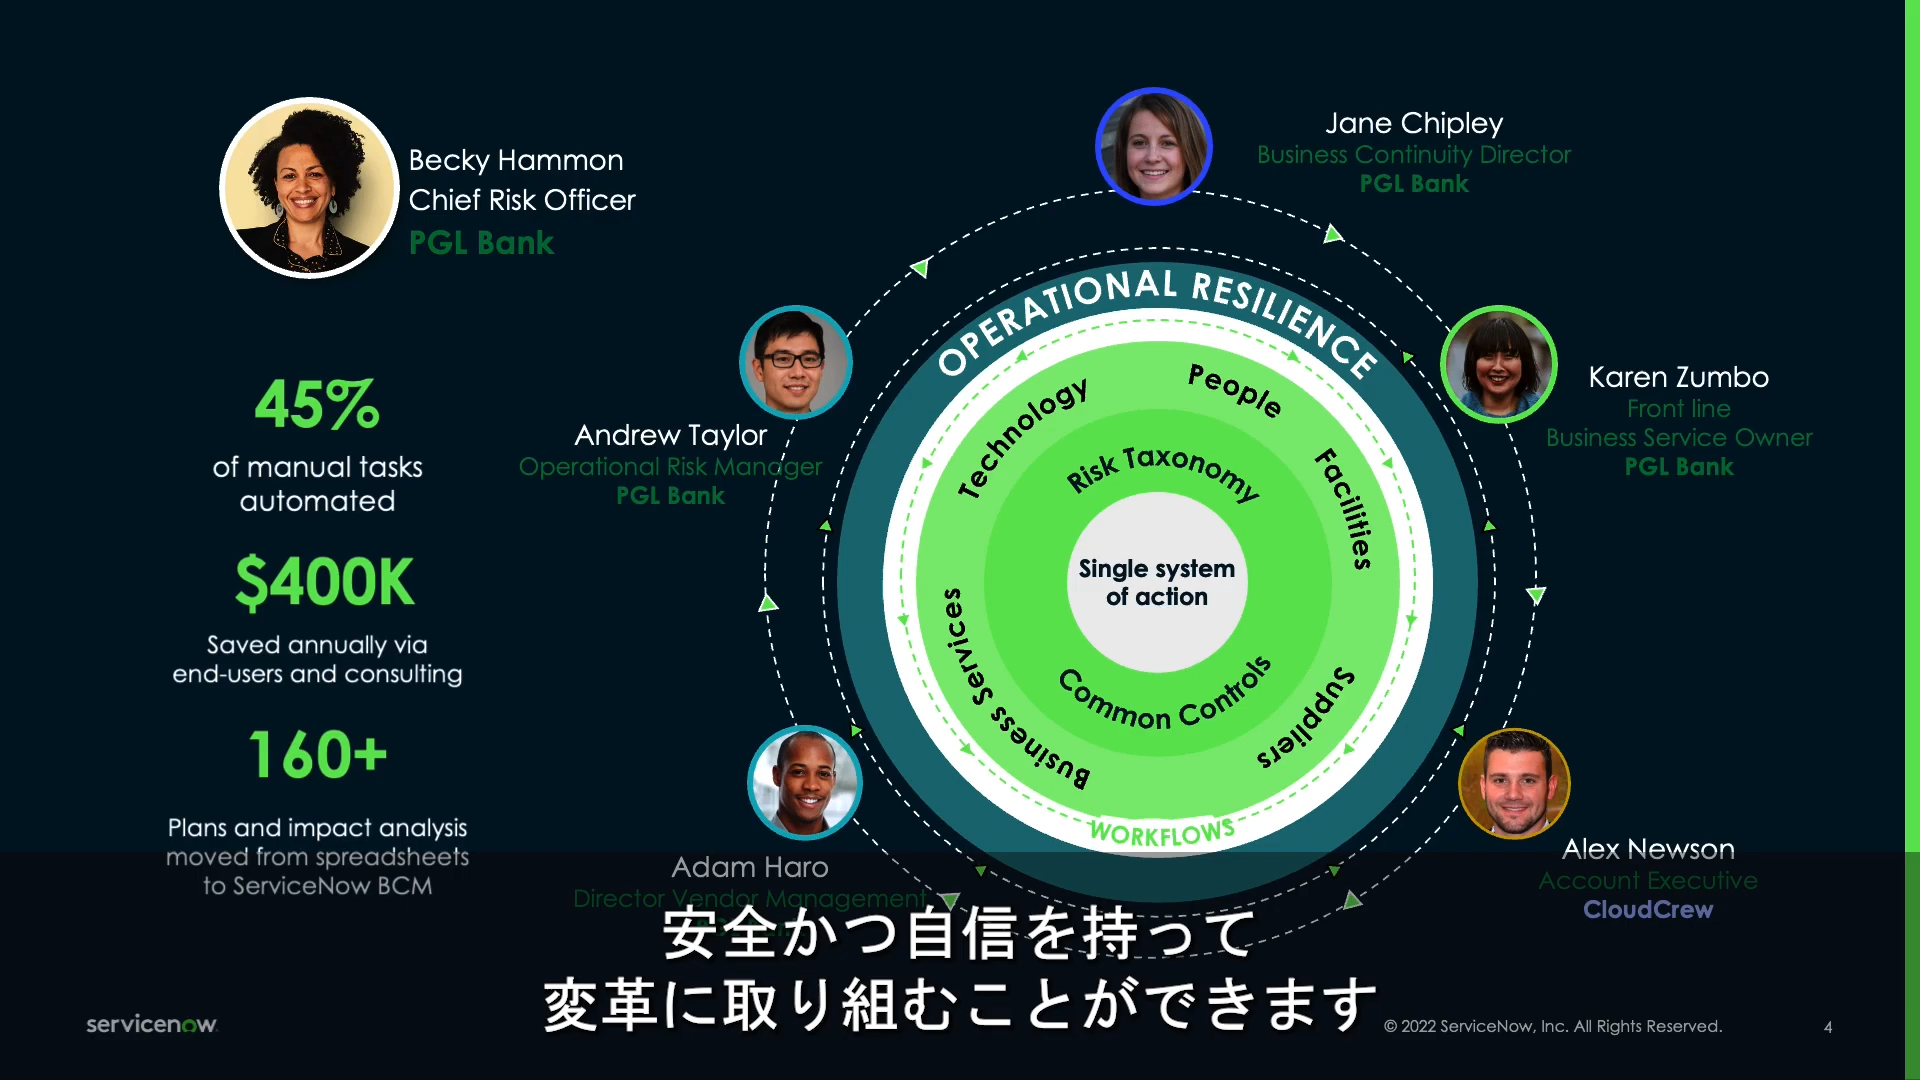 Becky Hammon
Chief Risk Officer
PGL Bank
45%
of manual tasks
automated
$400K
Saved annually via
end-users and consulting
160+
Plans and impact analysis
moved from spreadsheets
to ServiceNow BCM
Jane Chipley
Business Continuity Director
PGL Bank
Andrew Taylor
Operational Risk Manager
PGL Bank
Karen Zumbo
Front line
Business Service Owner
PGL Bank
Adam Haro
Director Vendor Management
Alex Newson
Account Executive
CloudCrew
OPERATIONAL RESILIENCE
Technology
People
Facilities
Suppliers
Business Services
Risk Taxonomy
Common Controls
Single system
of action
WORKFLOWS
安全かつ自信を持って
変革に取り組むことができます
servicenow
© 2022 ServiceNow, Inc. All Rights Reserved.
4